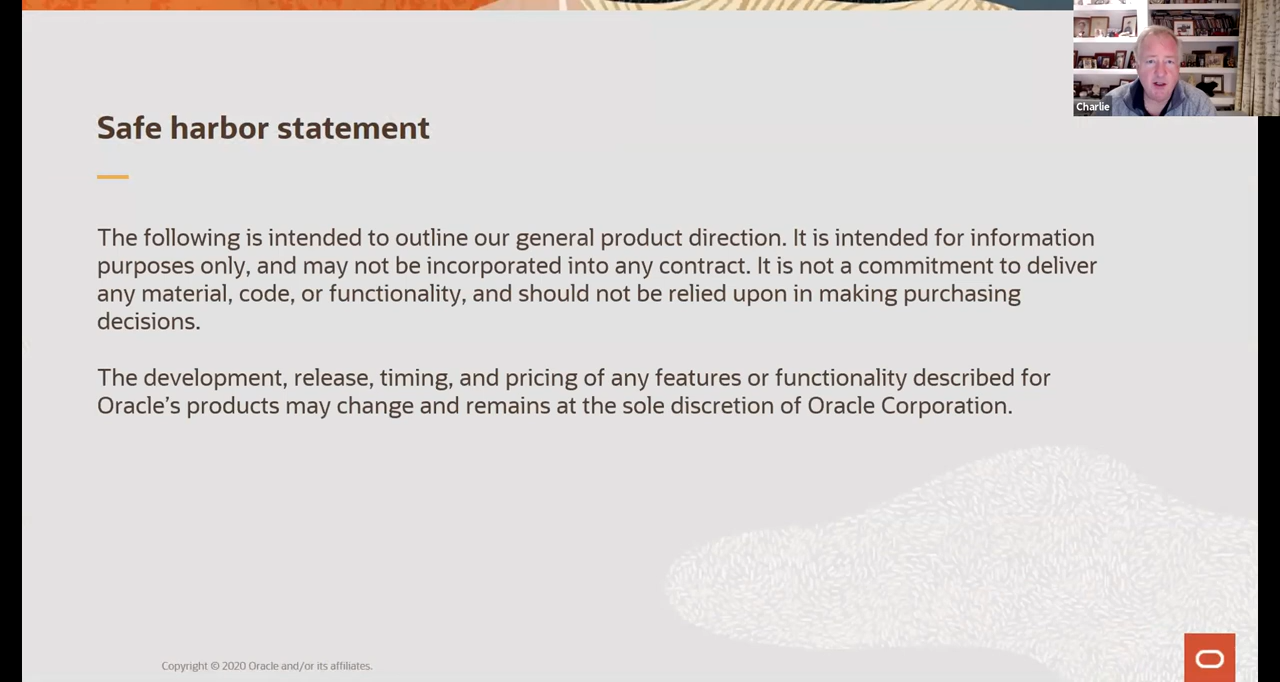 Charlie
Safe harbor statement
The following is intended to outline our general product direction. It is intended for information
purposes only, and may not be incorporated into any contract. It is not a commitment to deliver
any material, code, or functionality, and should not be relied upon in making purchasing
decisions.
The development, release, timing, and pricing of any features or functionality described for
Oracle’s products may change and remains at the sole discretion of Oracle Corporation.
Copyright © 2020 Oracle and/or its affiliates.